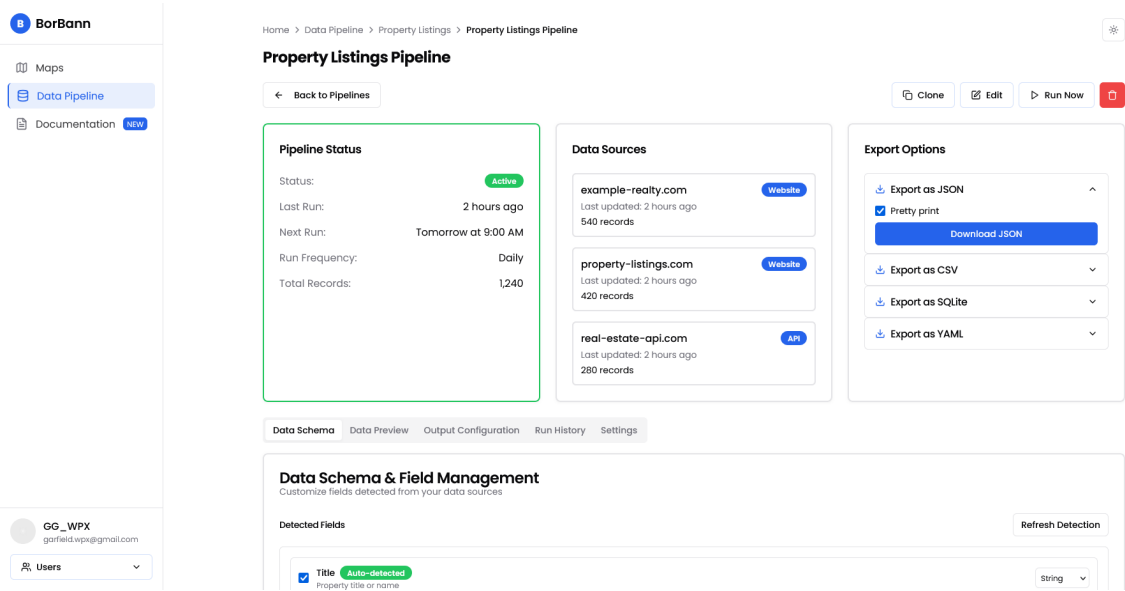 B BorBann
Maps
Data Pipeline
Documentation NEW
GG_WPX
garfield.wpx@gmail.com
Users
Home > Data Pipeline > Property Listings > Property Listings Pipeline
Property Listings Pipeline
Back to Pipelines
Clone
Edit
Run Now
Pipeline Status
Status: Active
Last Run: 2 hours ago
Next Run: Tomorrow at 9:00 AM
Run Frequency: Daily
Total Records: 1,240
Data Sources
example-realty.com Website
Last updated: 2 hours ago
540 records
property-listings.com Website
Last updated: 2 hours ago
420 records
real-estate-api.com API
Last updated: 2 hours ago
280 records
Export Options
Export as JSON
Pretty print
Download JSON
Export as CSV
Export as SQLite
Export as YAML
Data Schema Data Preview Output Configuration Run History Settings
Data Schema & Field Management
Customize fields detected from your data sources
Detected Fields
Refresh Detection
Title Auto-detected
Property title or name
String